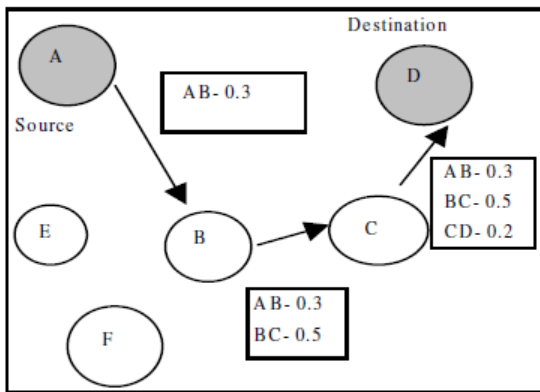 Destination
A
D
AB- 0.3
Source
AB- 0.3
BC- 0.5
CD- 0.2
E
B
C
AB- 0.3
BC- 0.5
F